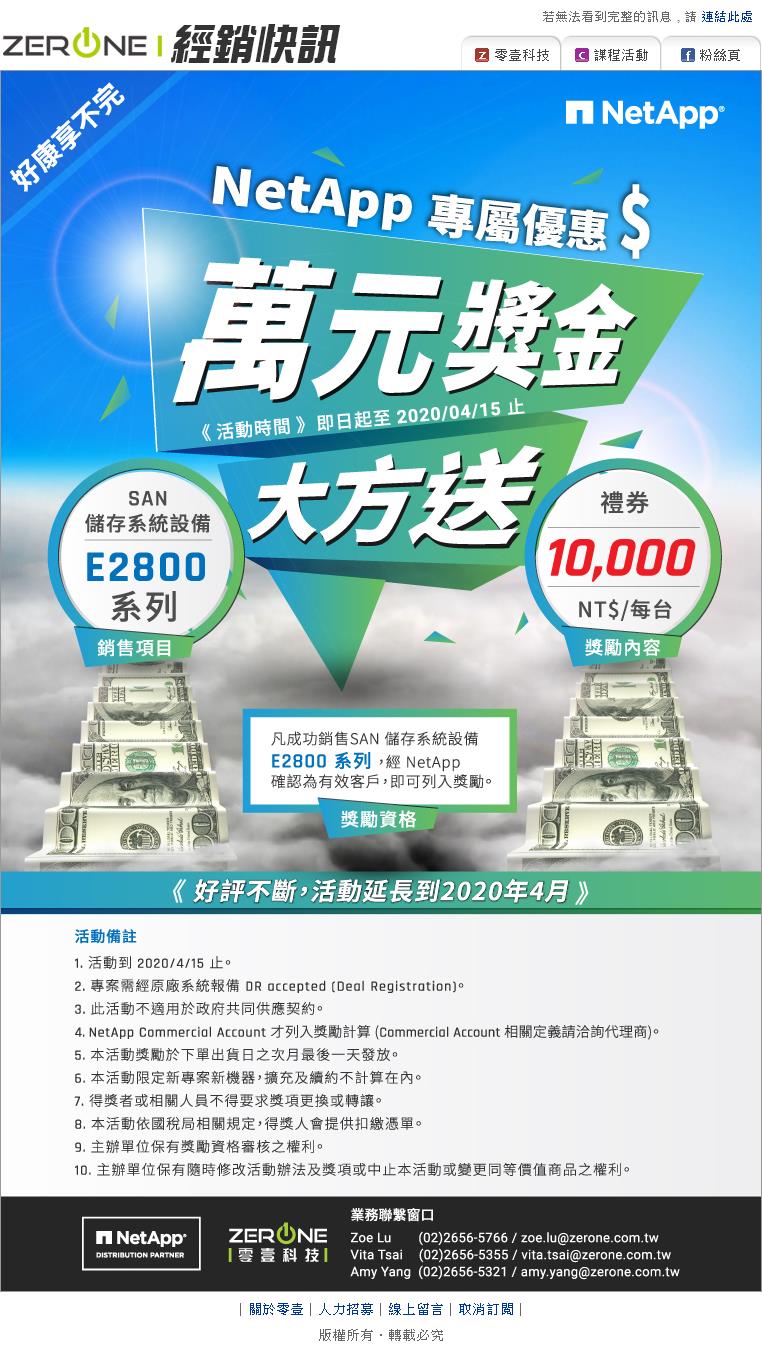 若無法看到完整的訊息，請 連結此處
ZERONE 經銷快訊
零壹科技 課程活動 粉絲頁
好康享不完
NetApp
NetApp 專屬優惠 $
萬元獎金
《 活動時間 》 即日起至 2020/04/15 止
大方送
SAN
儲存系統設備
E2800
系列
銷售項目
禮券
10,000
NT$/每台
獎勵內容
凡成功銷售SAN 儲存系統設備
E2800 系列，經 NetApp
確認為有效客戶，即可列入獎勵。
獎勵資格
《 好評不斷，活動延長到2020年4月 》
活動備註
1. 活動到 2020/4/15 止。
2. 專案需經原廠系統報備 DR accepted (Deal Registration)。
3. 此活動不適用於政府共同供應契約。
4. NetApp Commercial Account 才列入獎勵計算 (Commercial Account 相關定義請洽詢代理商)。
5. 本活動獎勵於下單出貨日之次月最後一天發放。
6. 本活動限定新專案新機器，擴充及續約不計算在內。
7. 得獎者或相關人員不得要求獎項更換或轉讓。
8. 本活動依國稅局相關規定，得獎人會提供扣繳憑單。
9. 主辦單位保有獎勵資格審核之權利。
10. 主辦單位保有隨時修改活動辦法及獎項或中止本活動或變更同等價值商品之權利。
NetApp
DISTRIBUTION PARTNER
ZERONE
零壹科技
業務聯繫窗口
Zoe Lu (02)2656-5766 / zoe.lu@zerone.com.tw
Vita Tsai (02)2656-5355 / vita.tsai@zerone.com.tw
Amy Yang (02)2656-5321 / amy.yang@zerone.com.tw
| 關於零壹 | 人力招募 | 線上留言 | 取消訂閱 |
版權所有・轉載必究